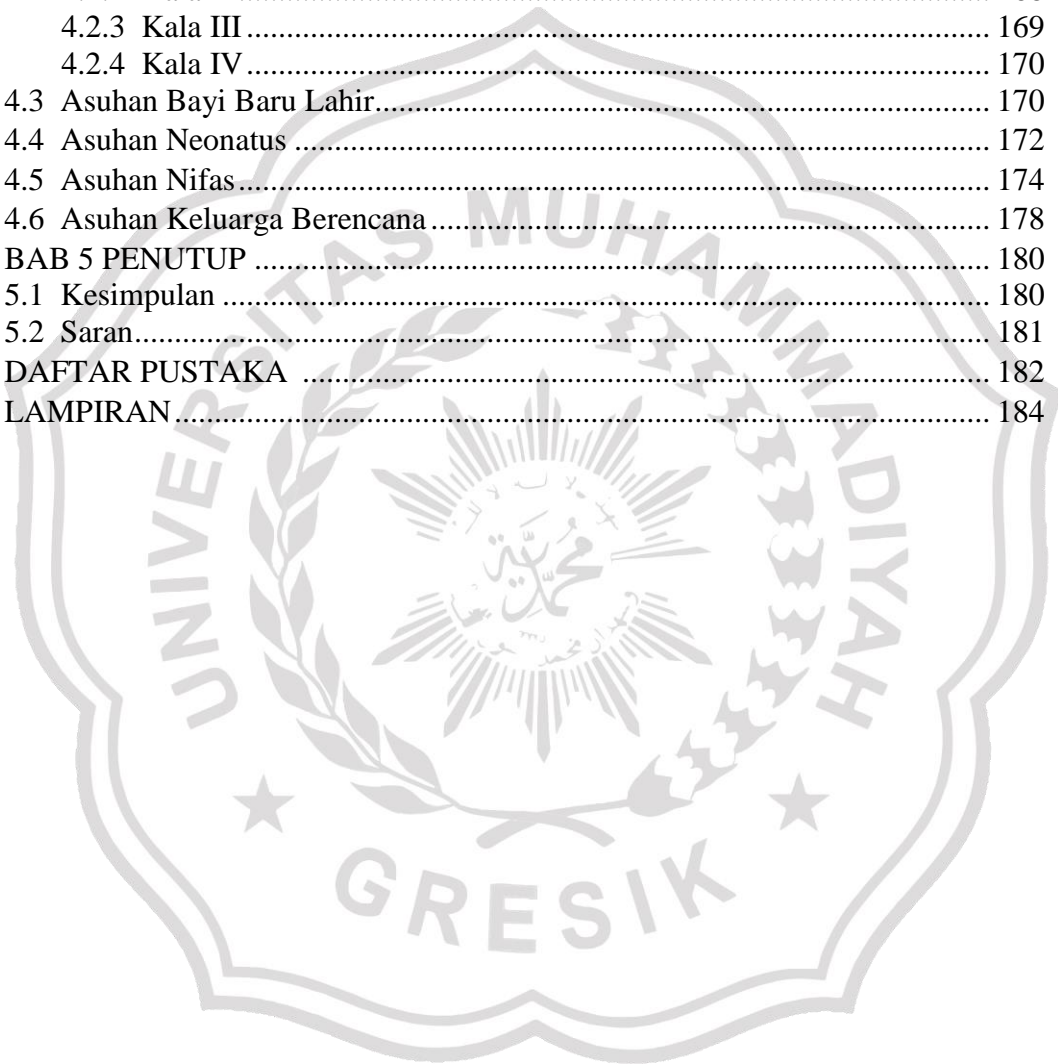 4.2.3 Kala III ........ 169
4.2.4 Kala IV ........ 170
4.3 Asuhan Bayi Baru Lahir ........ 170
4.4 Asuhan Neonatus ........ 172
4.5 Asuhan Nifas ........ 174
4.6 Asuhan Keluarga Berencana ........ 178
BAB 5 PENUTUP ........ 180
5.1 Kesimpulan ........ 180
5.2 Saran ........ 181
DAFTAR PUSTAKA ........ 182
LAMPIRAN ........ 184
UNIVERSITAS MUHAMMADIYAH
محمدية
GRESIK